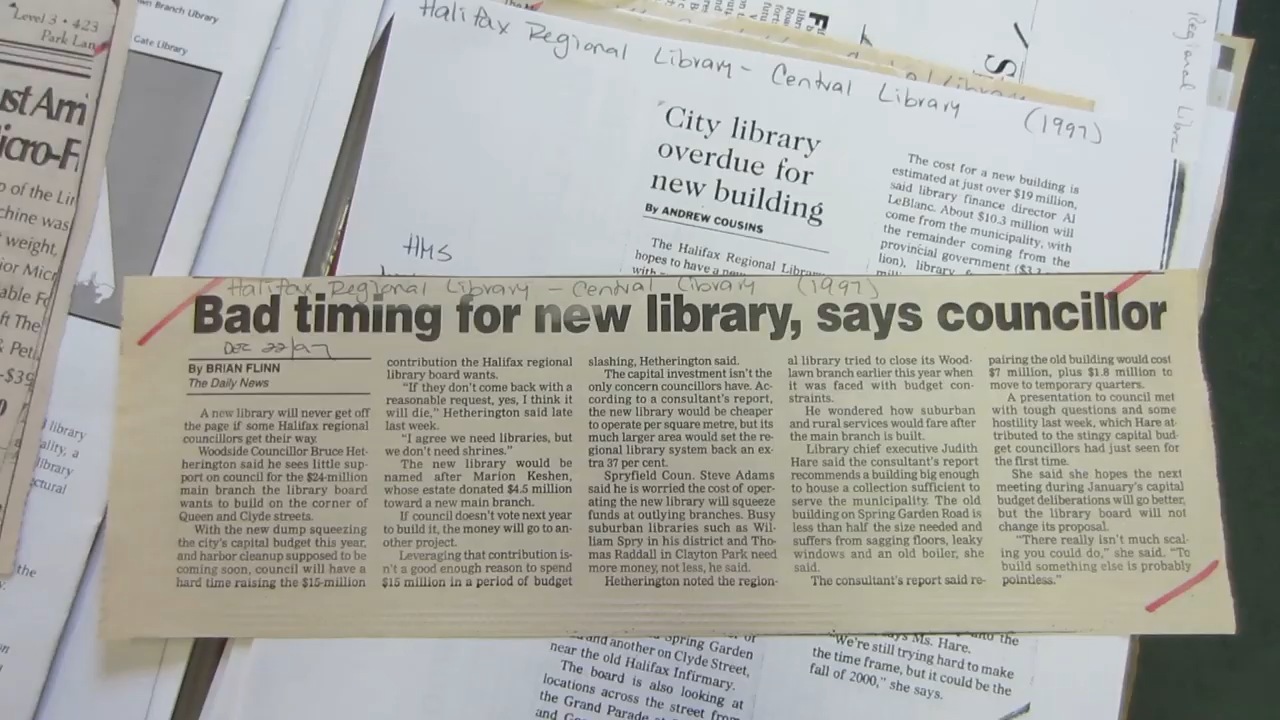 Level 3 • 423
Park Lan
ust Arri
icro-F
Branch Library
Gate Library
Halifax Regional Library - Central Library (1997)
City library
overdue for
new building
By ANDREW COUSINS
The Halifax Regional Library
hopes to have a new
The cost for a new building is
estimated at just over $19 million,
said library finance director Al
LeBlanc. About $10.3 million will
come from the municipality, with
the remainder coming from the
provincial government
lion), library
HMS
Halifax Regional Library - Central Library (1997)
Bad timing for new library, says councillor
DEC 22/97
By BRIAN FLINN
The Daily News
A new library will never get off
the page if some Halifax regional
councillors get their way.
Woodside Councillor Bruce Het-
herington said he sees little sup-
port on council for the $24-million
main branch the library board
wants to build on the corner of
Queen and Clyde streets.
With the new dump squeezing
the city's capital budget this year,
and harbor cleanup supposed to be
coming soon, council will have a
hard time raising the $15-million
contribution the Halifax regional
library board wants.
"If they don't come back with a
reasonable request, yes, I think it
will die," Hetherington said late
last week.
"I agree we need libraries, but
we don't need shrines."
The new library would be
named after Marion Keshen,
whose estate donated $4.5 million
toward a new main branch.
If council doesn't vote next year
to build it, the money will go to an-
other project.
Leveraging that contribution is-
n't a good enough reason to spend
$15 million in a period of budget
slashing, Hetherington said.
The capital investment isn't the
only concern councillors have. Ac-
cording to a consultant's report,
the new library would be cheaper
to operate per square metre, but its
much larger area would set the re-
gional library system back an ex-
tra 37 per cent.
Spryfield Coun. Steve Adams
said he is worried the cost of oper-
ating the new library will squeeze
funds at outlying branches. Busy
suburban libraries such as Wil-
liam Spry in his district and Tho-
mas Raddall in Clayton Park need
more money, not less, he said.
Hetherington noted the region-
al library tried to close its Wood-
lawn branch earlier this year when
it was faced with budget con-
straints.
He wondered how suburban
and rural services would fare after
the main branch is built.
Library chief executive Judith
Hare said the consultant's report
recommends a building big enough
to house a collection sufficient to
serve the municipality. The old
building on Spring Garden Road is
less than half the size needed and
suffers from sagging floors, leaky
windows and an old boiler, she
said.
The consultant's report said re-
pairing the old building would cost
$7 million, plus $1.8 million to
move to temporary quarters.
A presentation to council met
with tough questions and some
hostility last week, which Hare at-
tributed to the stingy capital bud-
get councillors had just seen for
the first time.
She said she hopes the next
meeting during January's capital
budget deliberations will go better,
but the library board will not
change its proposal.
"There really isn't much scal-
ing you could do," she said. "To
build something else is probably
pointless."
Spring Garden
and another on Clyde Street,
near the old Halifax Infirmary.
The board is also looking at
locations across the street from
the Grand Parade
says Ms. Hare.
"We're still trying hard to make
the time frame, but it could be the
fall of 2000," she says.